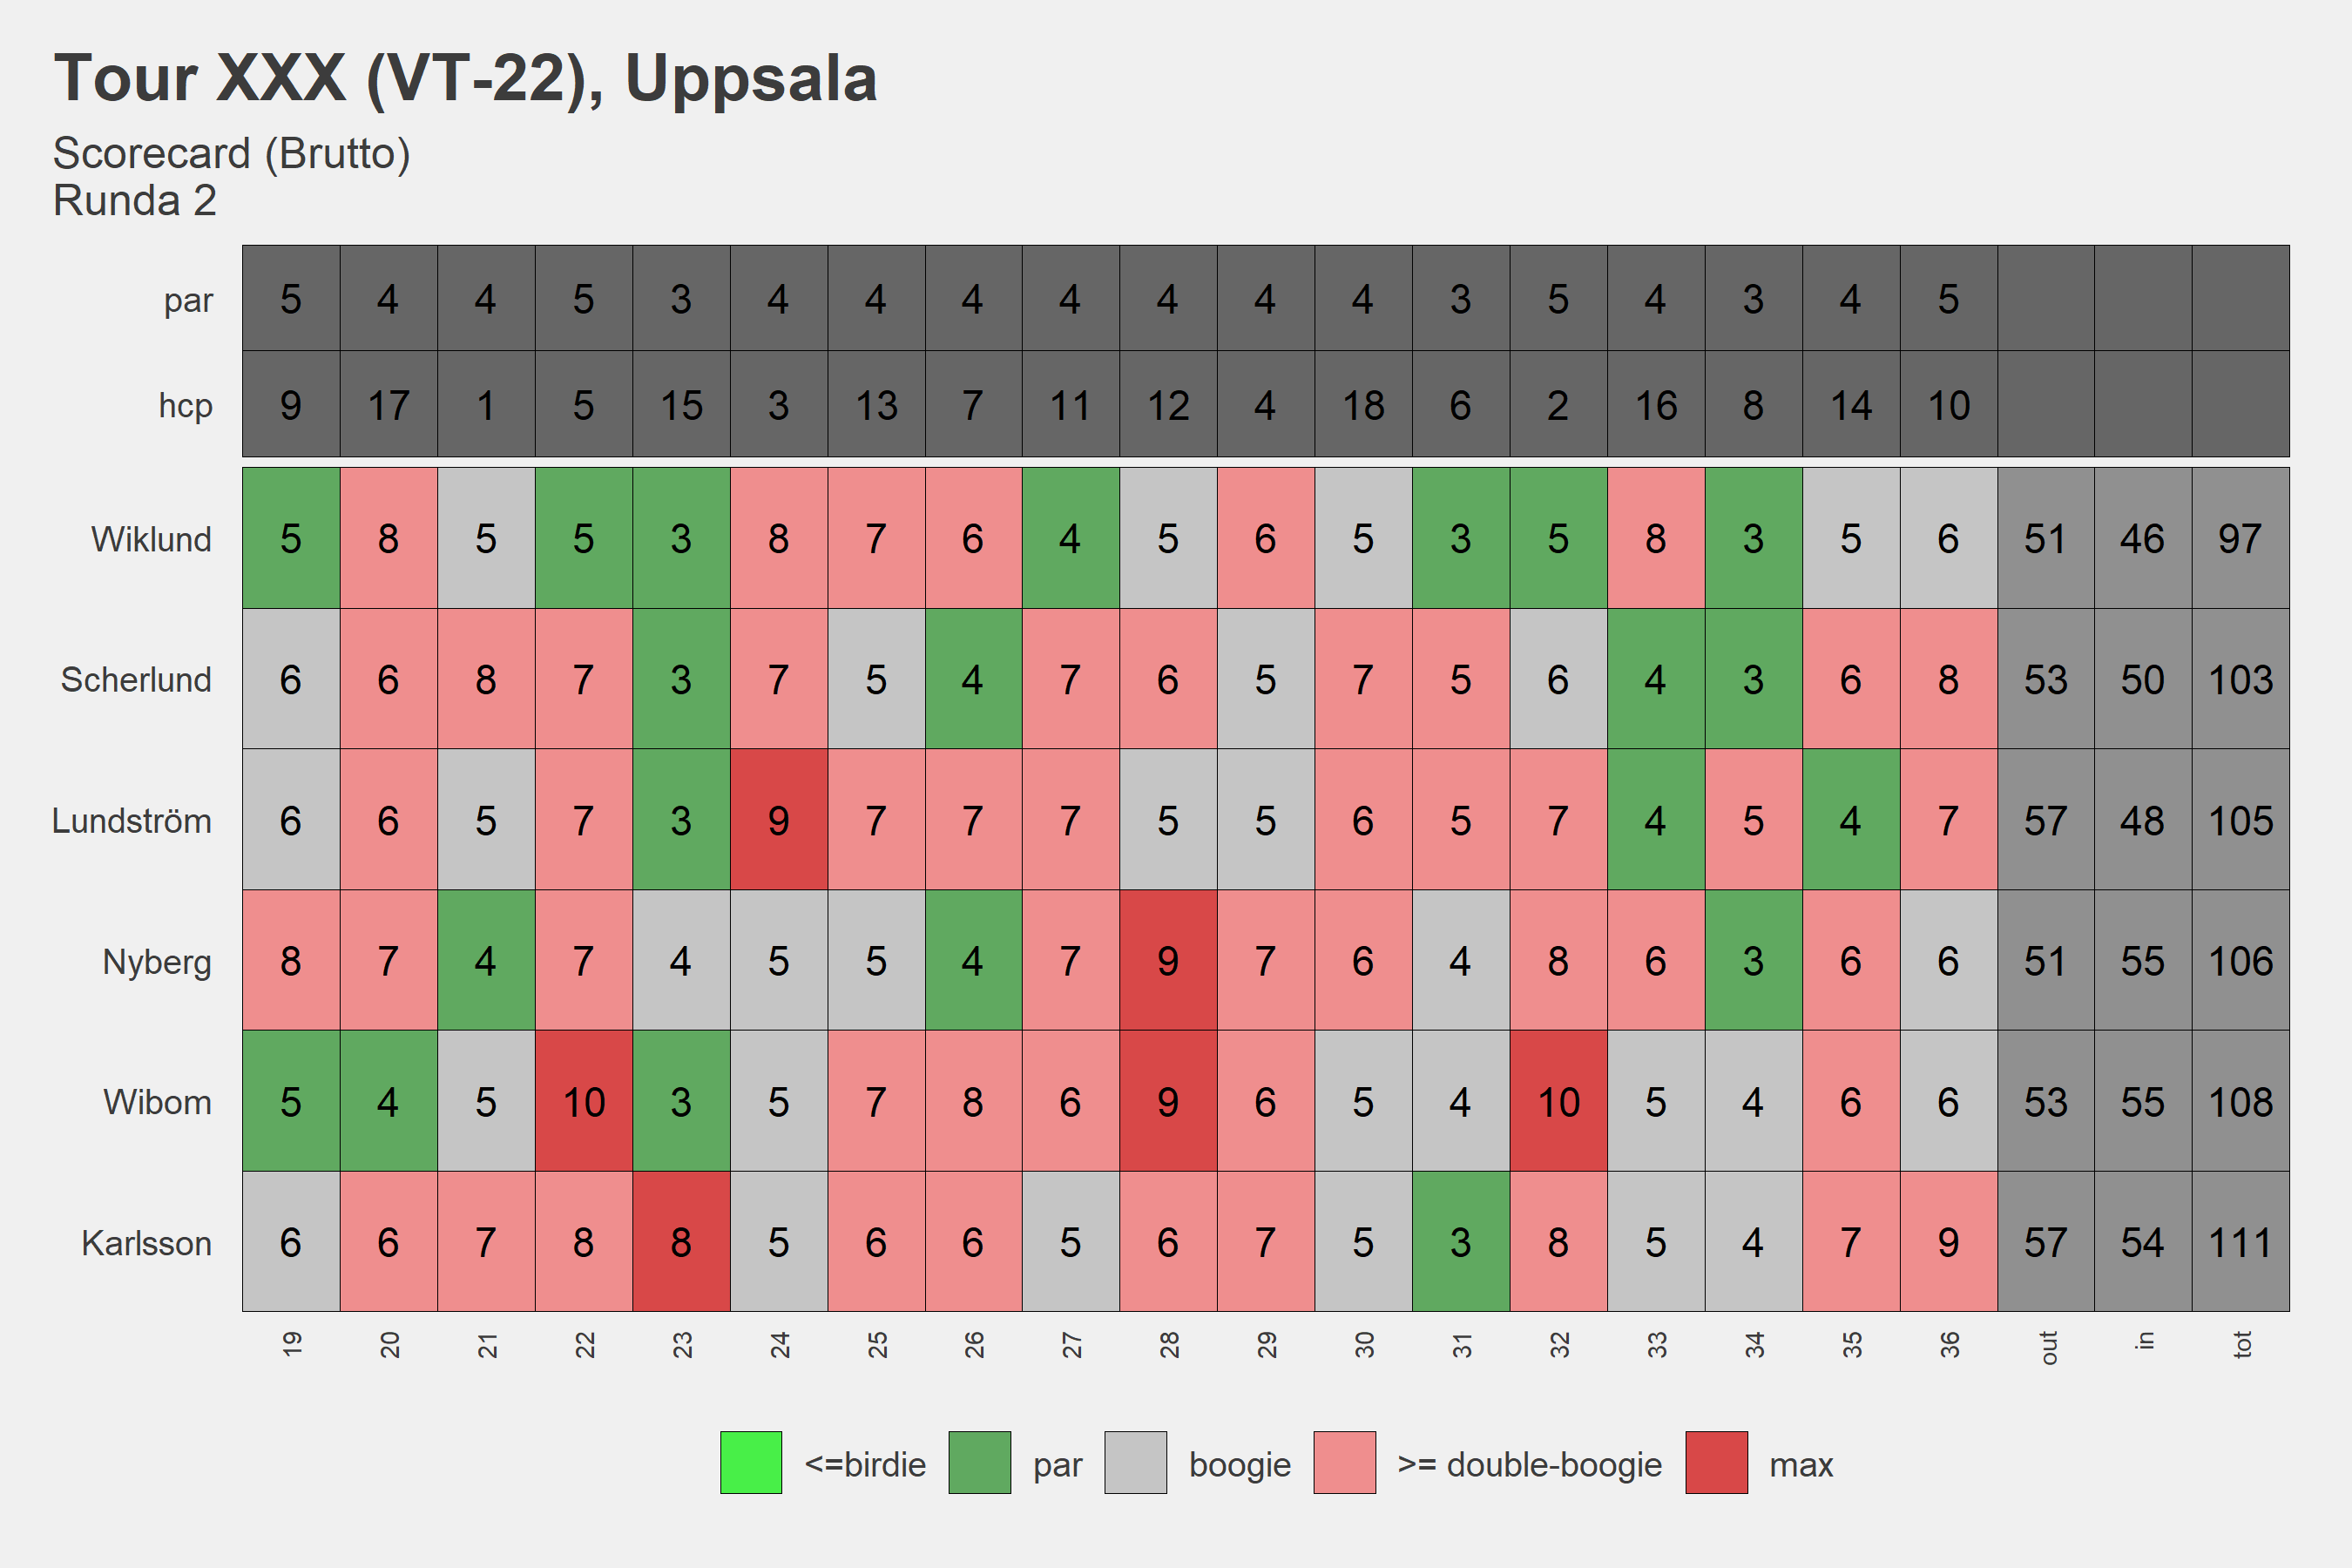 Tour XXX (VT-22), Uppsala
Scorecard (Brutto)
Runda 2
par 5 4 4 5 3 4 4 4 4 4 4 4 3 5 4 3 4 5
hcp 9 17 1 5 15 3 13 7 11 12 4 18 6 2 16 8 14 10
Wiklund 5 8 5 5 3 8 7 6 4 5 6 5 3 5 8 3 5 6 51 46 97
Scherlund 6 6 8 7 3 7 5 4 7 6 5 7 5 6 4 3 6 8 53 50 103
Lundström 6 6 5 7 3 9 7 7 7 5 5 6 5 7 4 5 4 7 57 48 105
Nyberg 8 7 4 7 4 5 5 4 7 9 7 6 4 8 6 3 6 6 51 55 106
Wibom 5 4 5 10 3 5 7 8 6 9 6 5 4 10 5 4 6 6 53 55 108
Karlsson 6 6 7 8 8 5 6 6 5 6 7 5 3 8 5 4 7 9 57 54 111
19 20 21 22 23 24 25 26 27 28 29 30 31 32 33 34 35 36 out in tot
<=birdie par boogie >= double-boogie max